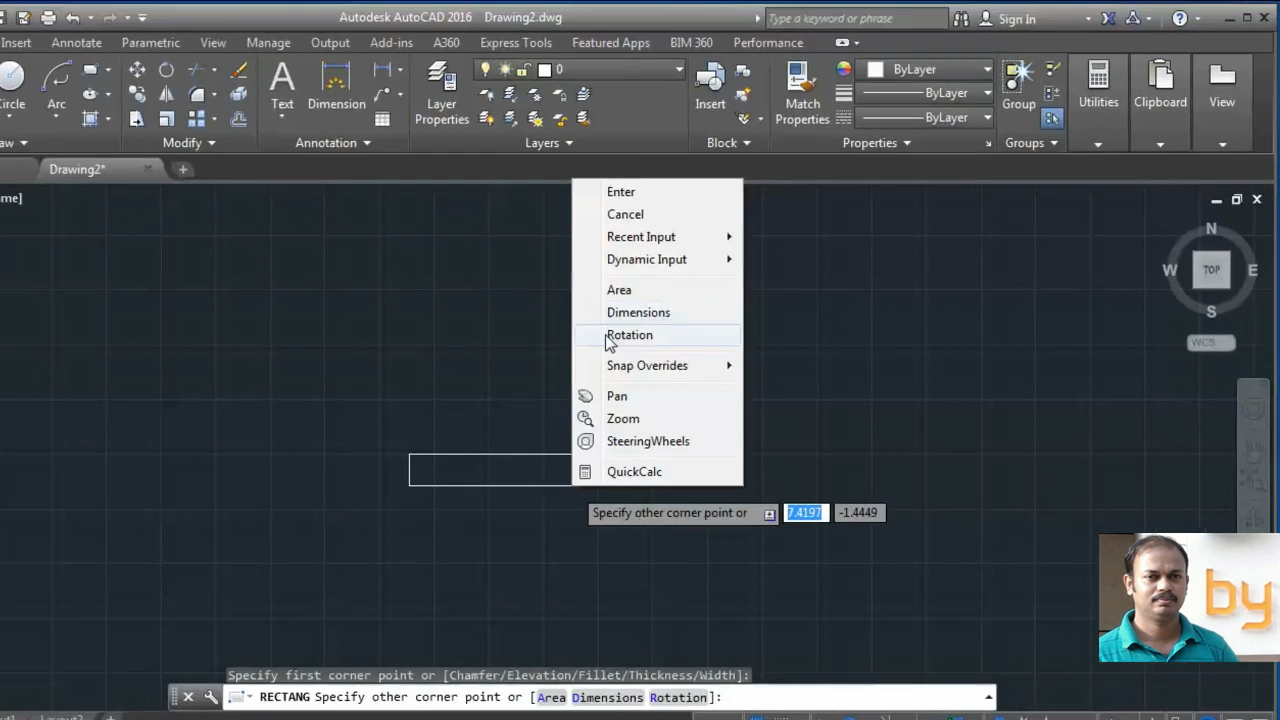 Autodesk AutoCAD 2016 Drawing2.dwg
Type a keyword or phrase
Sign In
Insert Annotate Parametric View Manage Output Add-ins A360 Express Tools Featured Apps BIM 360 Performance
Circle Arc
Text Dimension
Layer Properties
0
Insert
Match Properties
ByLayer
ByLayer
ByLayer
Group
Utilities Clipboard View
aw Modify Annotation Layers Block Properties Groups
Drawing2*
me]
Enter
Cancel
Recent Input
Dynamic Input
Area
Dimensions
Rotation
Snap Overrides
Pan
Zoom
SteeringWheels
QuickCalc
N
W TOP E
S
WCS
Specify other corner point or 7.4197 -1.4449
by
Specify first corner point or [Chamfer/Elevation/Fillet/Thickness/Width]:
RECTANG Specify other corner point or [Area Dimensions Rotation]: